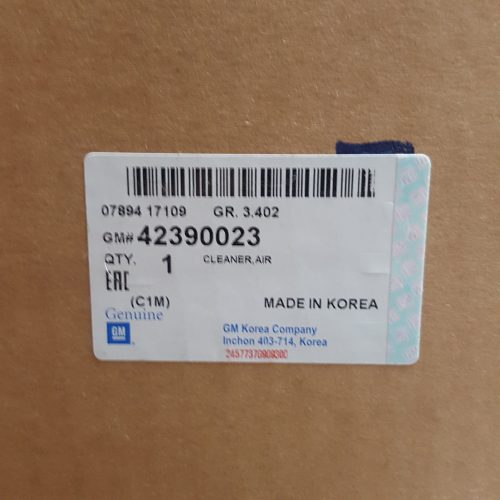 07894 17109 GR. 3.402
GM# 42390023
QTY. 1 CLEANER,AIR
EAC
(C1M) MADE IN KOREA
Genuine
GM
GM Korea Company
Inchon 403-714, Korea